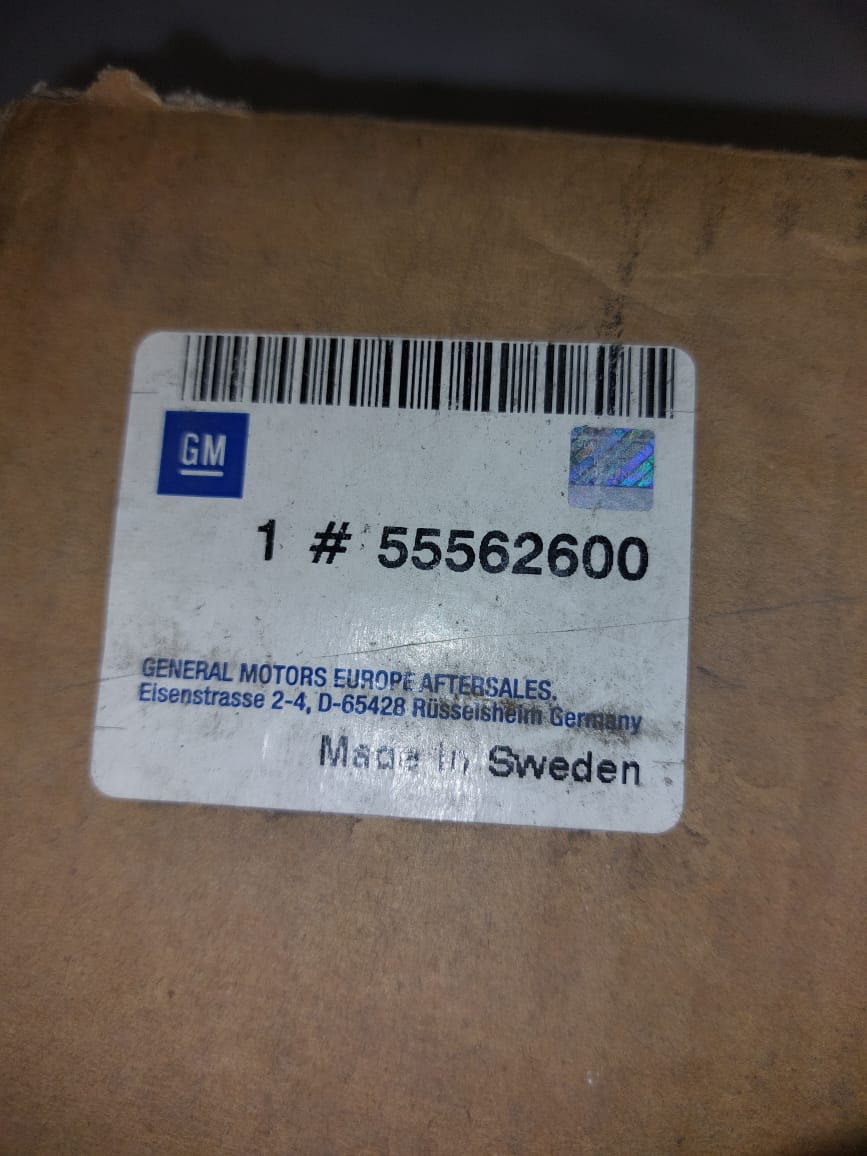 GM
1 # 55562600
GENERAL MOTORS EUROPE AFTERSALES.
Eisenstrasse 2-4, D-65428 Rüsselsheim Germany
Made in Sweden